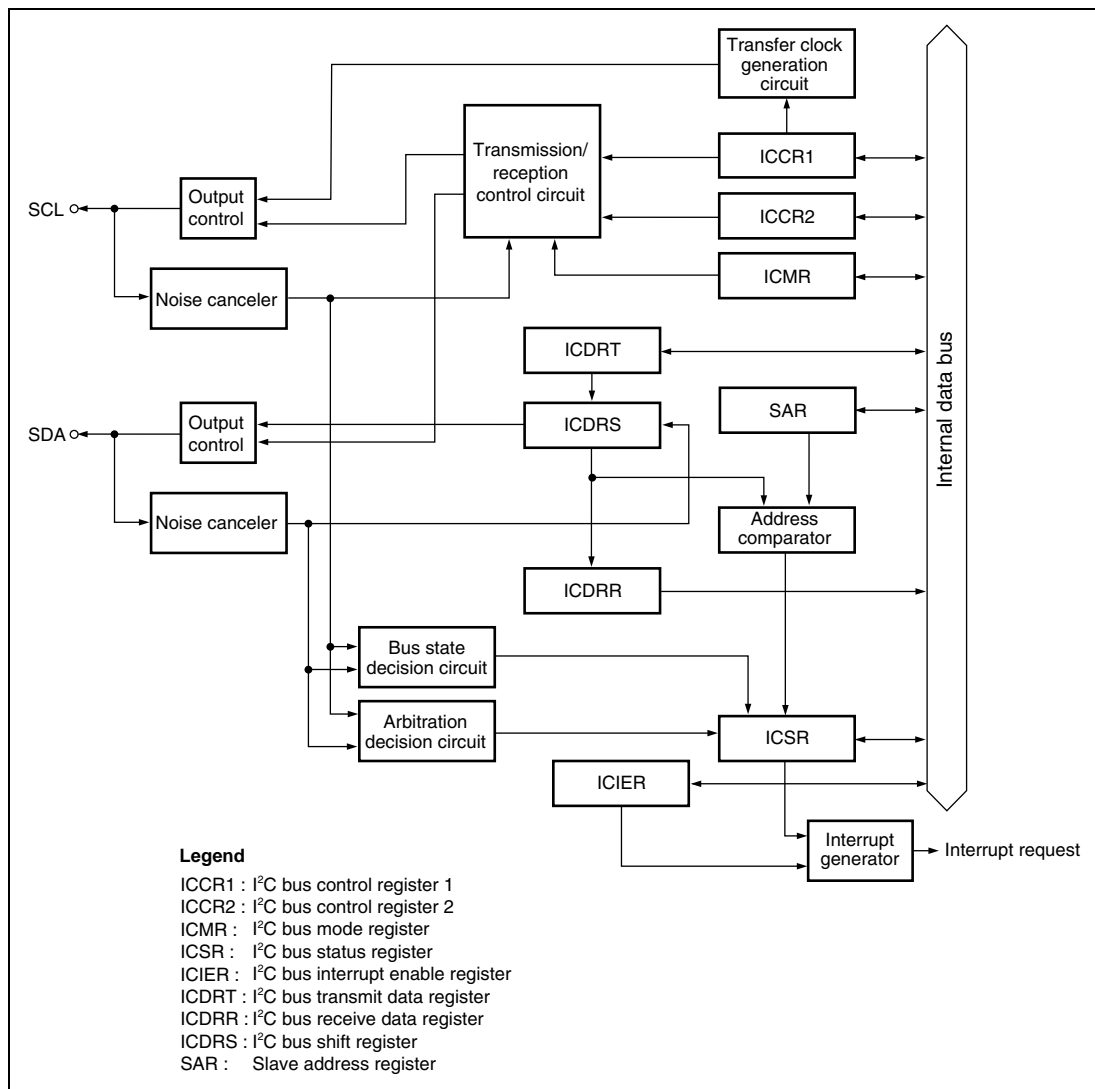 Transfer clock
generation
circuit
Transmission/
reception
control circuit
ICCR1
SCL
Output
control
ICCR2
ICMR
Noise canceler
Internal data bus
ICDRT
SDA
Output
control
ICDRS
SAR
Noise canceler
Address
comparator
ICDRR
Bus state
decision circuit
Arbitration
decision circuit
ICSR
ICIER
Interrupt
generator
Interrupt request
Legend
ICCR1 : I²C bus control register 1
ICCR2 : I²C bus control register 2
ICMR : I²C bus mode register
ICSR : I²C bus status register
ICIER : I²C bus interrupt enable register
ICDRT : I²C bus transmit data register
ICDRR : I²C bus receive data register
ICDRS : I²C bus shift register
SAR : Slave address register